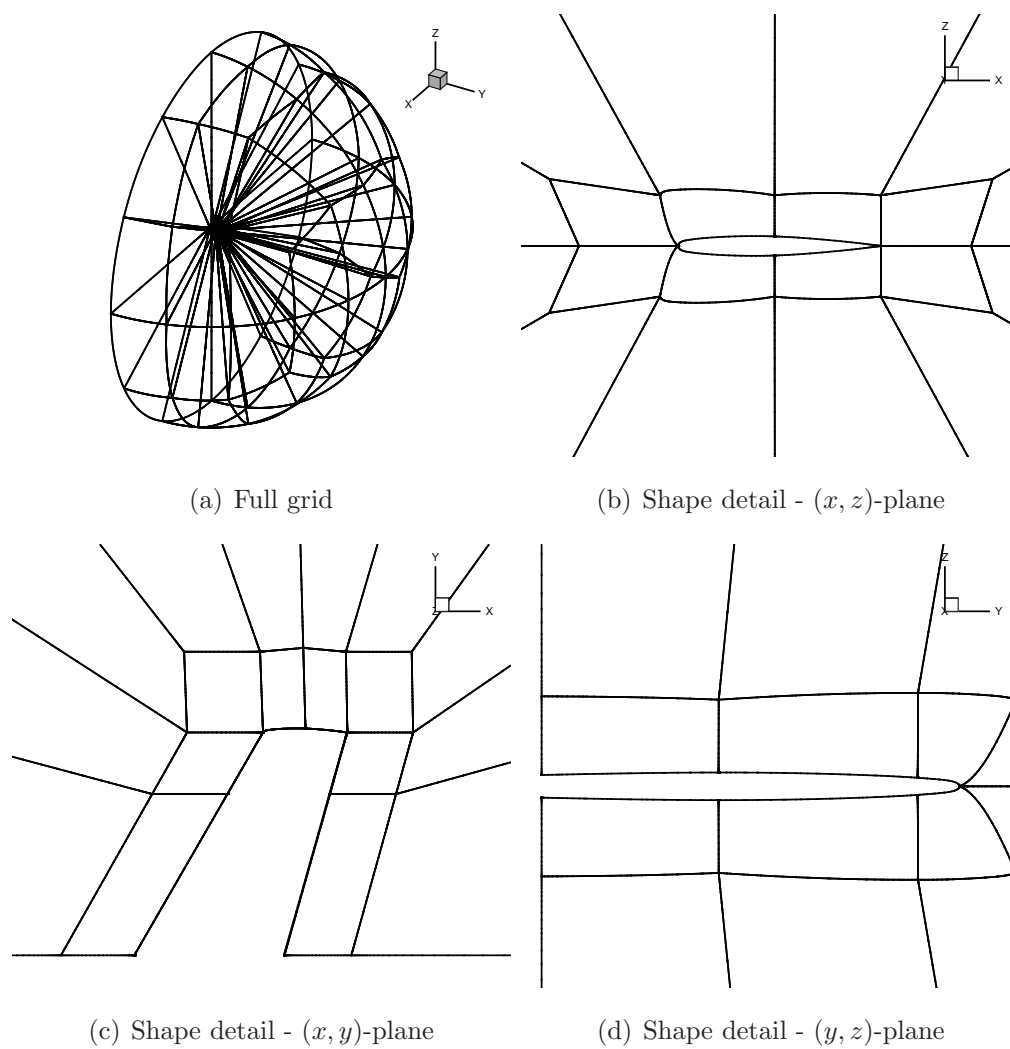 Z
X
Y
Z
X
(a) Full grid
(b) Shape detail - (x, z)-plane
Y
Z
X
Z
X
Y
(c) Shape detail - (x, y)-plane
(d) Shape detail - (y, z)-plane